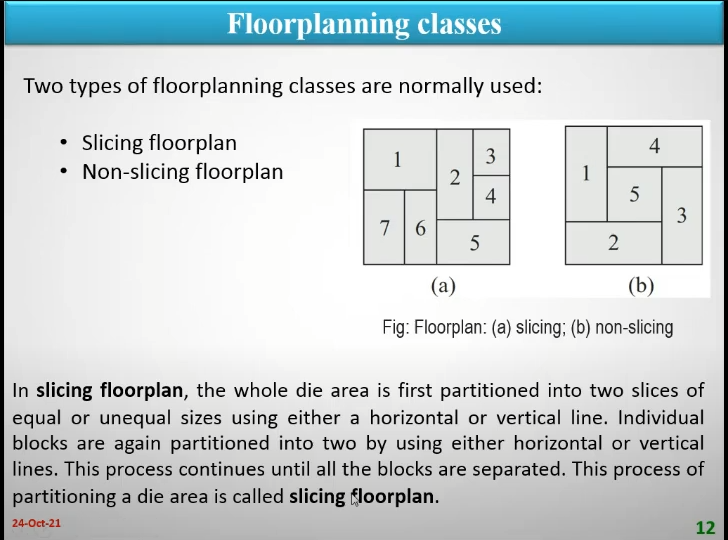 Floorplanning classes
Two types of floorplanning classes are normally used:
• Slicing floorplan
• Non-slicing floorplan
1
2
3
4
7
6
5
(a)
1
4
5
3
2
(b)
Fig: Floorplan: (a) slicing; (b) non-slicing
In slicing floorplan, the whole die area is first partitioned into two slices of
equal or unequal sizes using either a horizontal or vertical line. Individual
blocks are again partitioned into two by using either horizontal or vertical
lines. This process continues until all the blocks are separated. This process of
partitioning a die area is called slicing floorplan.
24-Oct-21
12